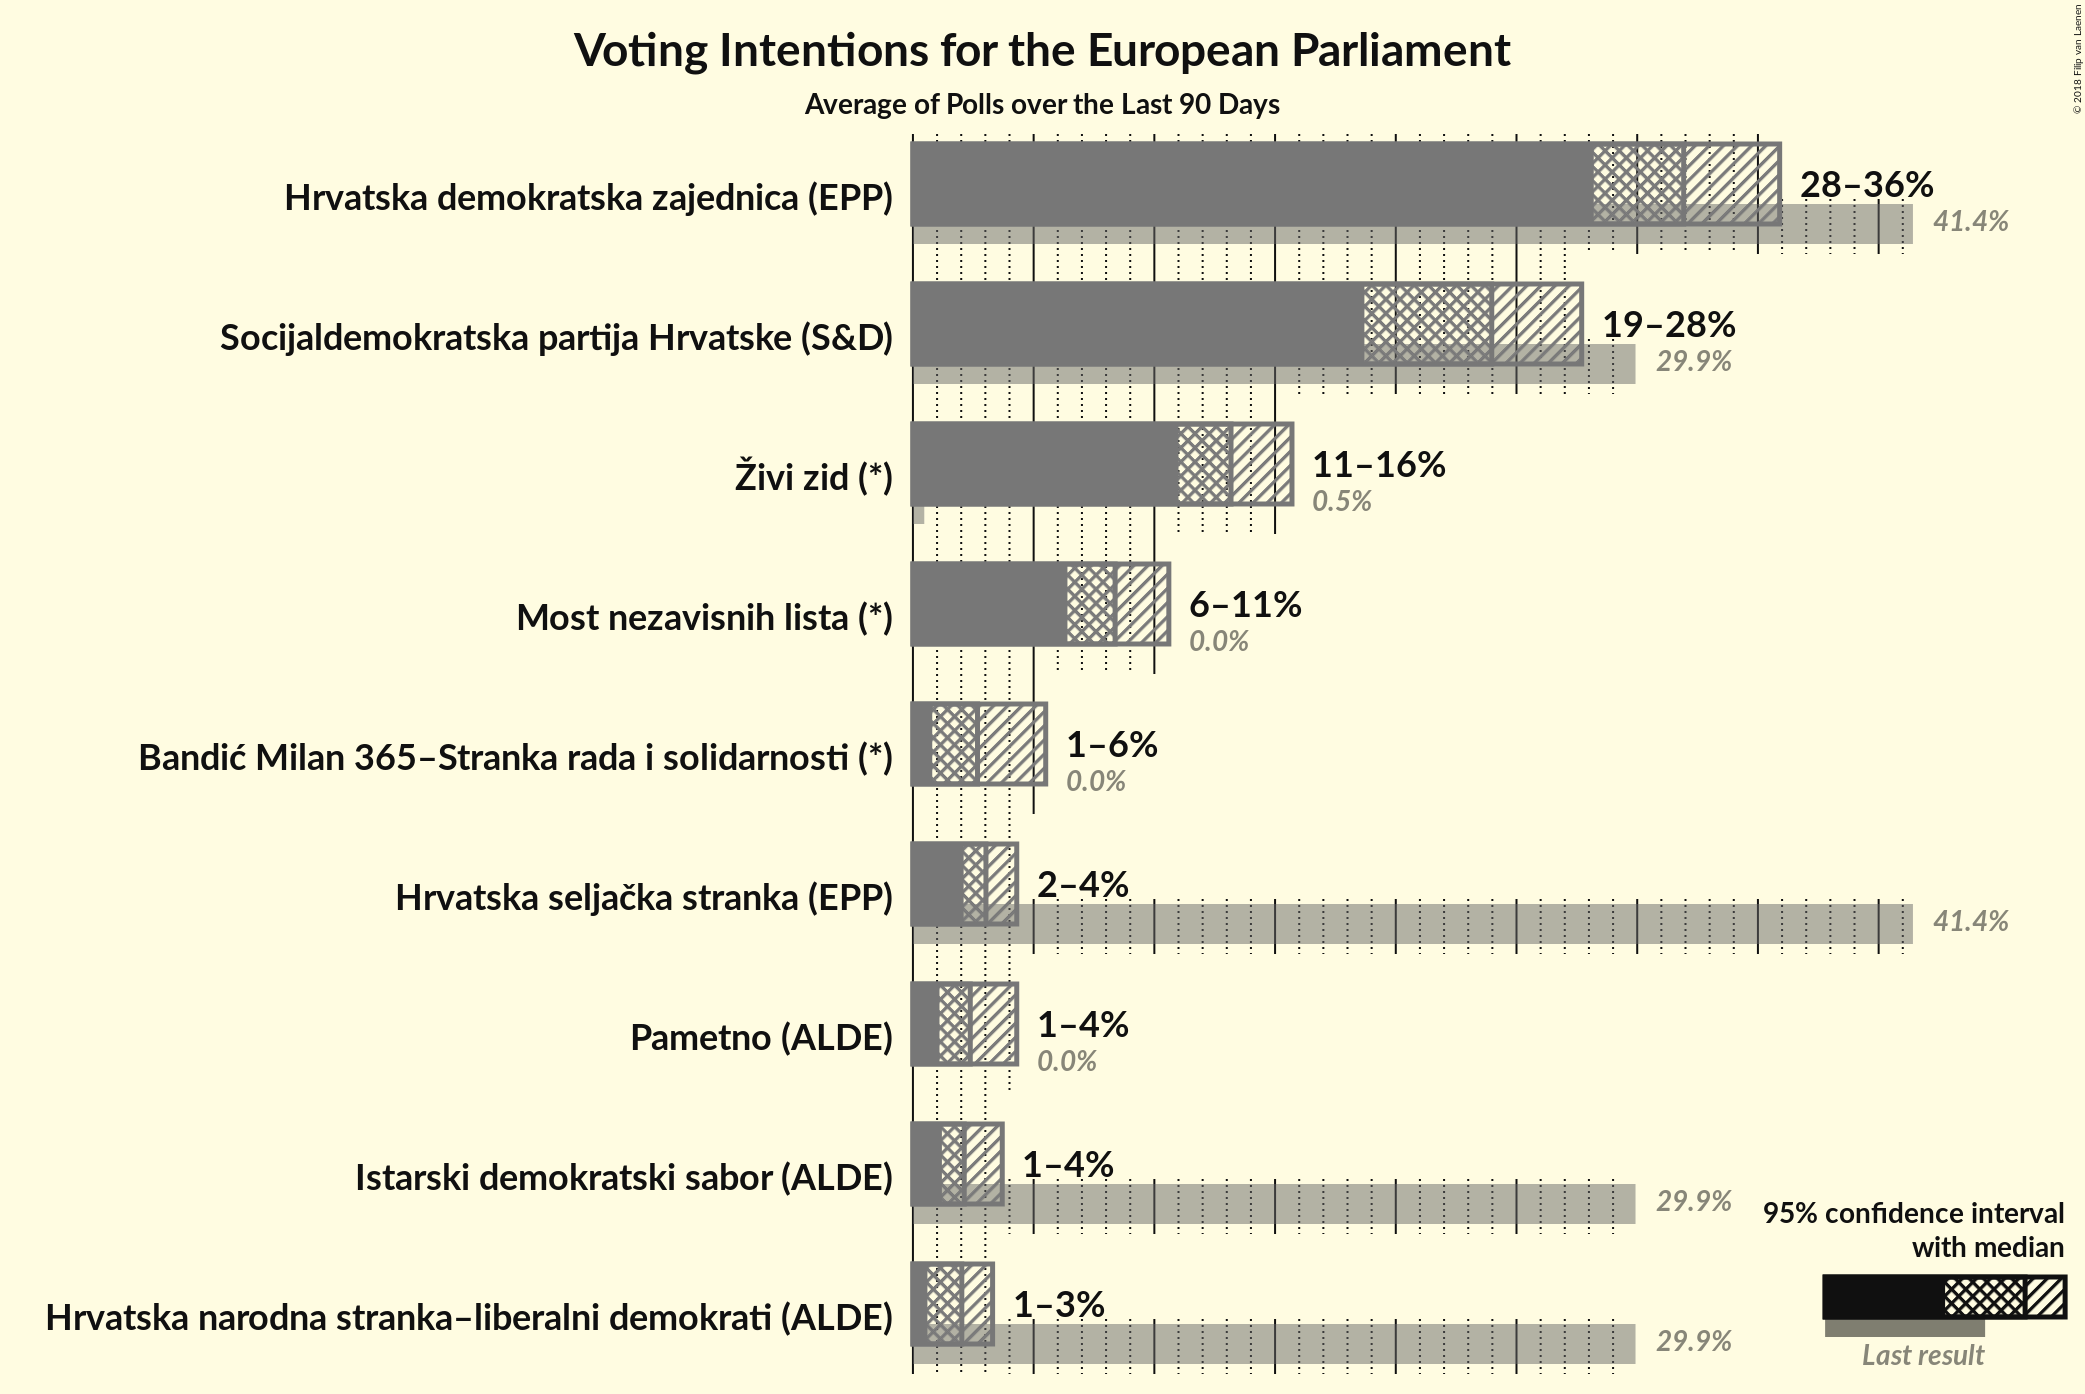 Voting Intentions for the European Parliament
Average of Polls over the Last 90 Days
© 2018 Filip van Laenen
Hrvatska demokratska zajednica (EPP)
28–36%
41.4%
Socijaldemokratska partija Hrvatske (S&D)
19–28%
29.9%
Živi zid (*)
11–16%
0.5%
Most nezavisnih lista (*)
6–11%
0.0%
Bandić Milan 365–Stranka rada i solidarnosti (*)
1–6%
0.0%
Hrvatska seljačka stranka (EPP)
2–4%
41.4%
Pametno (ALDE)
1–4%
0.0%
Istarski demokratski sabor (ALDE)
1–4%
29.9%
Hrvatska narodna stranka–liberalni demokrati (ALDE)
1–3%
29.9%
95% confidence interval
with median
Last result